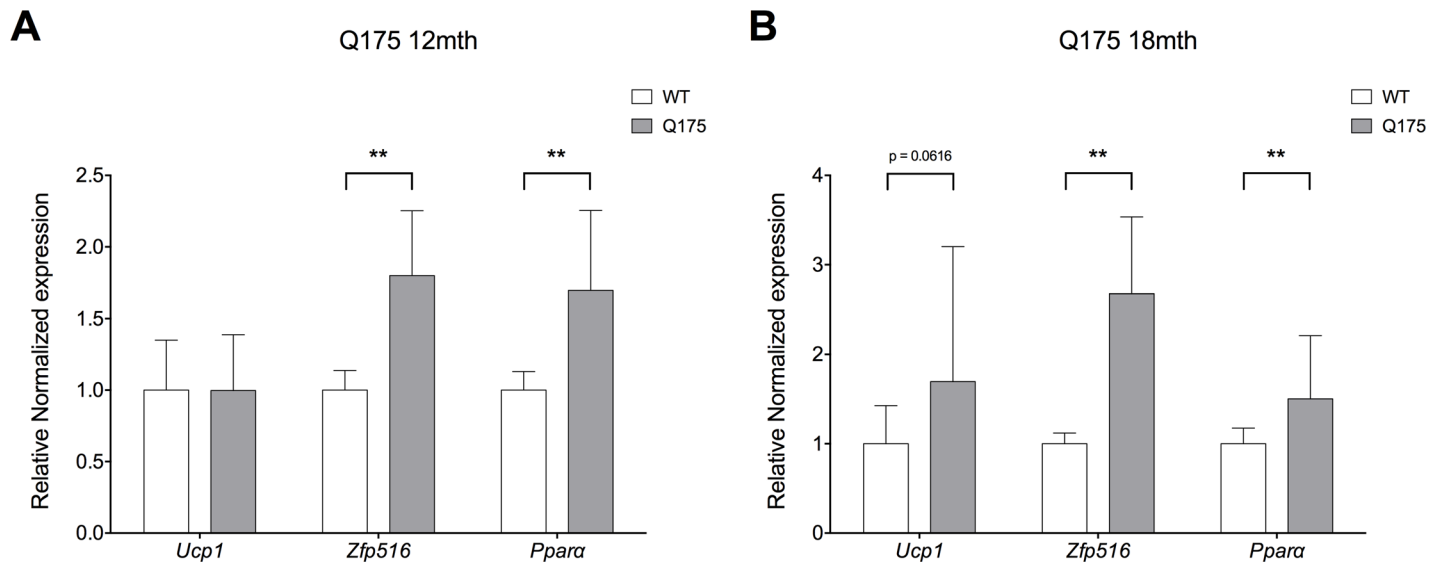 A
Q175 12mth
WT
Q175
**
**
2.5
2.0
1.5
1.0
0.5
0.0
Relative Normalized expression
Ucp1
Zfp516
Pparα
B
Q175 18mth
WT
Q175
p = 0.0616
**
**
4
3
2
1
0
Relative Normalized expression
Ucp1
Zfp516
Pparα